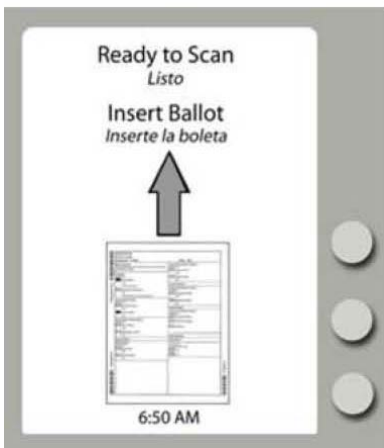 Ready to Scan
Listo
Insert Ballot
Inserte la boleta
6:50 AM